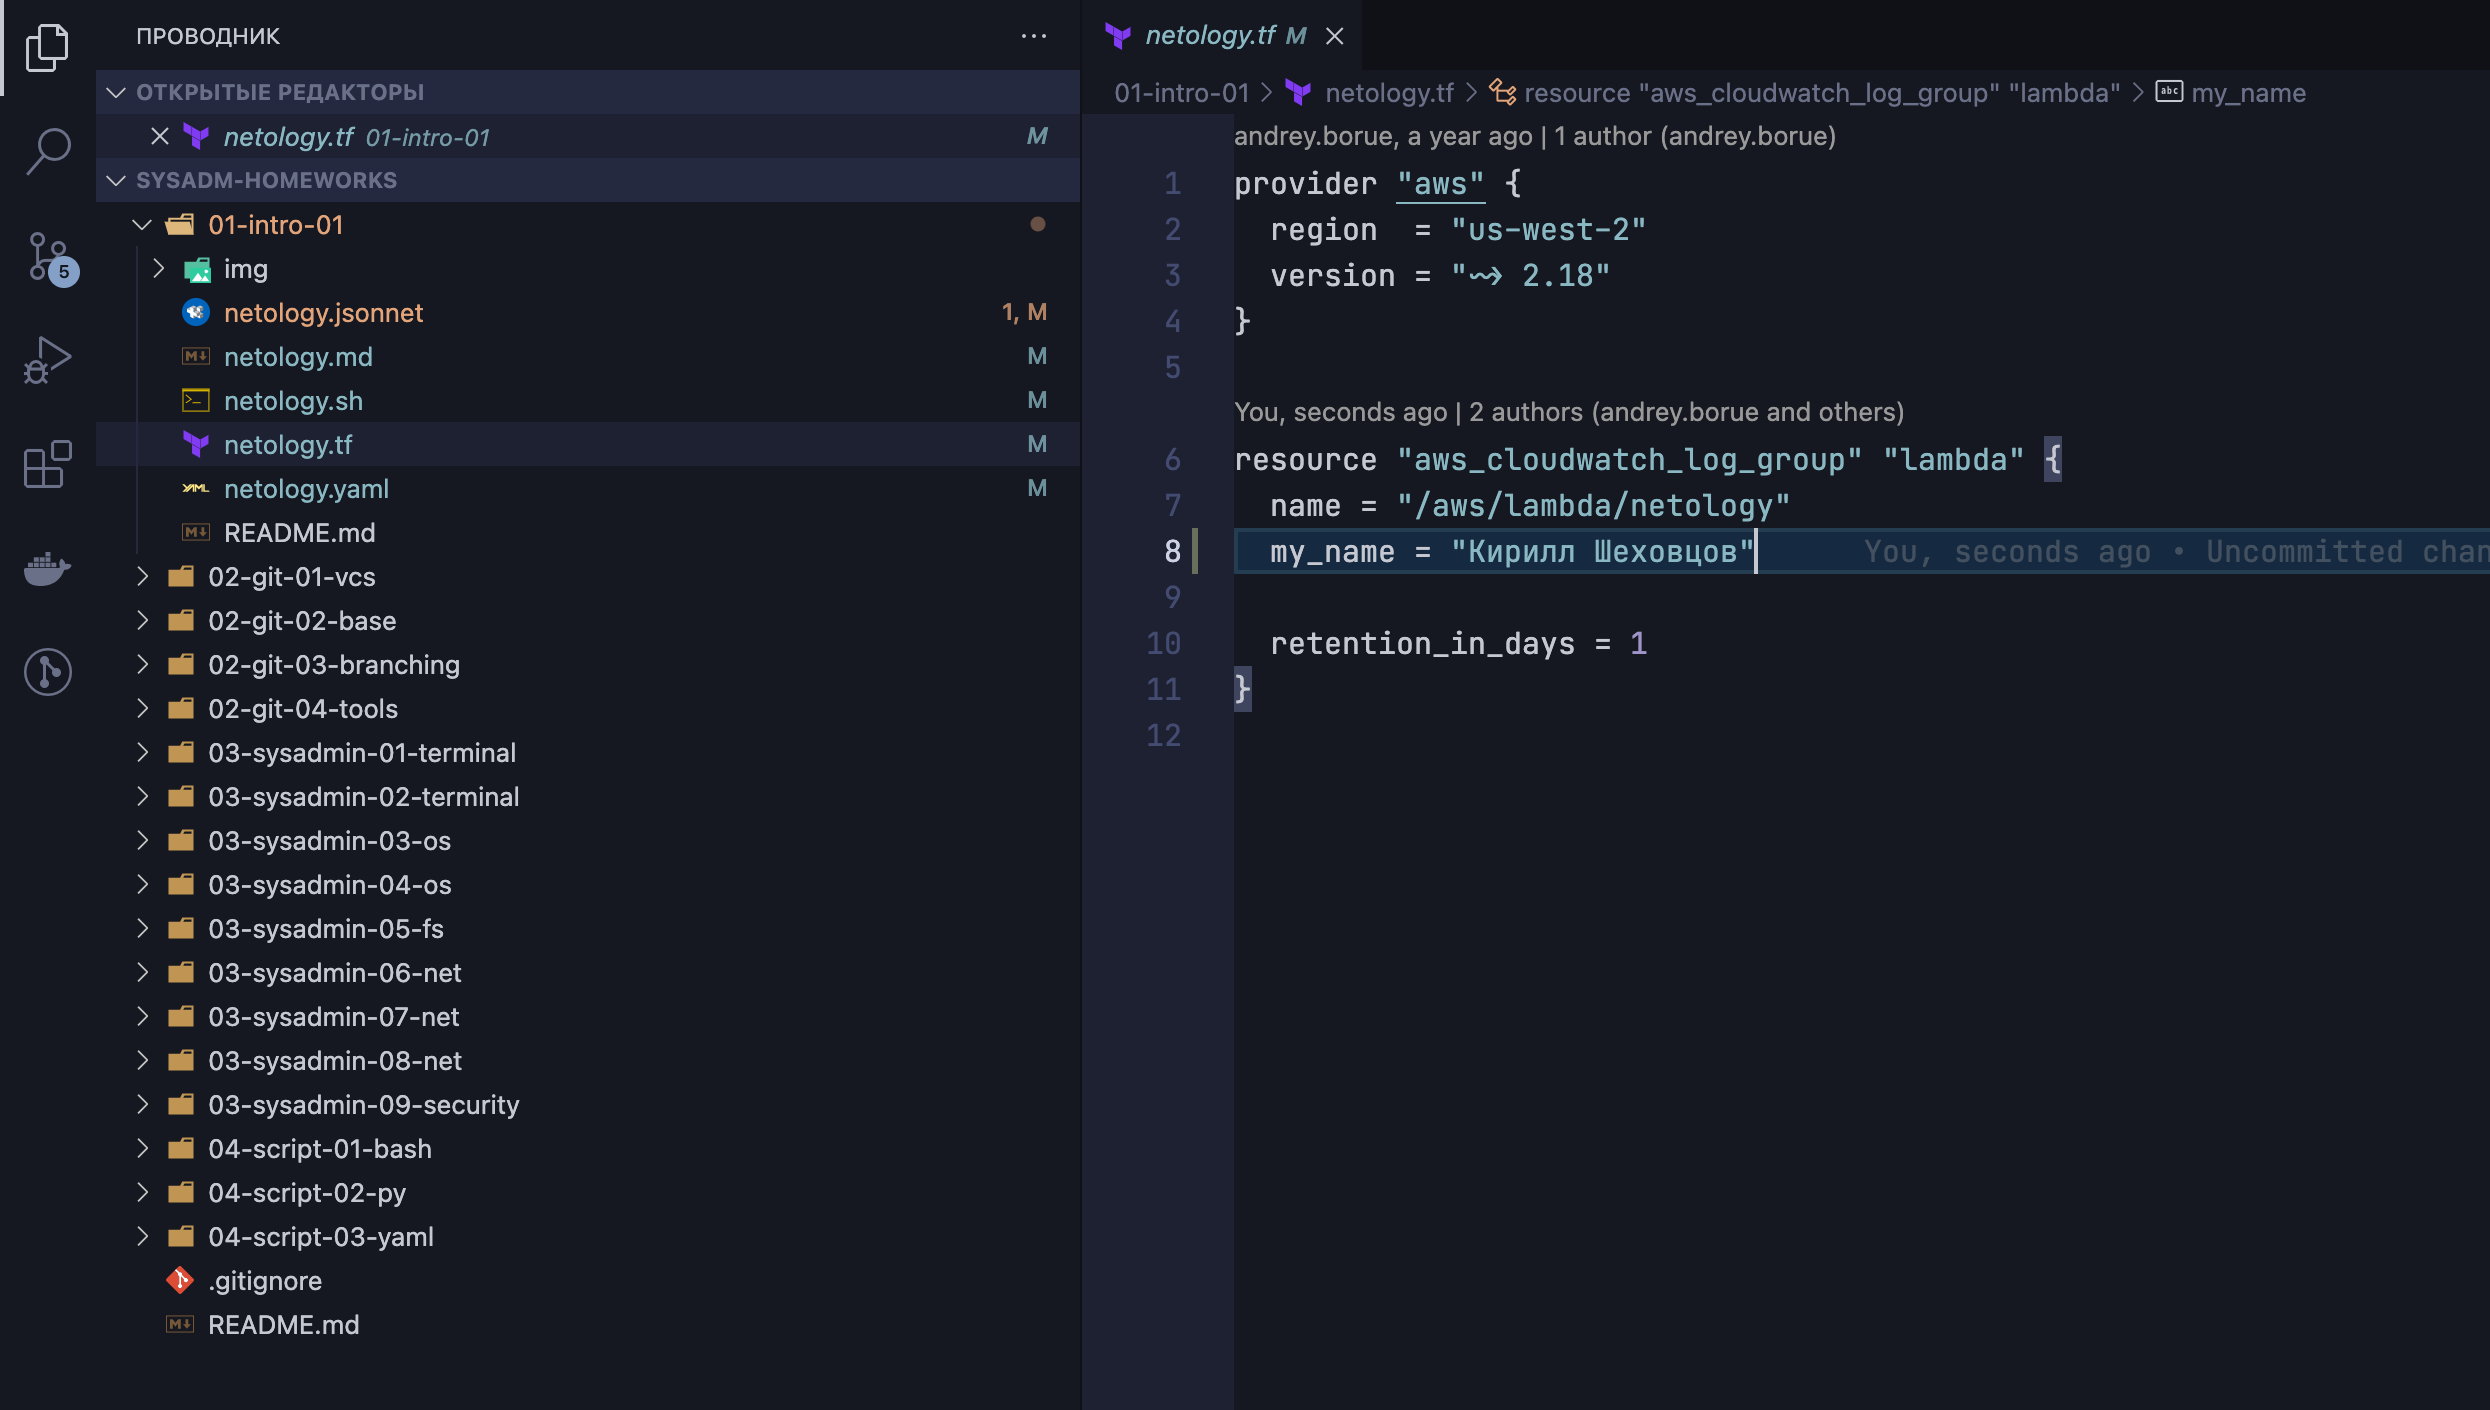 ПРОВОДНИК
ОТКРЫТЫЕ РЕДАКТОРЫ
netology.tf 01-intro-01 M
SYSADM-HOMEWORKS
01-intro-01
img
netology.jsonnet 1, M
netology.md M
netology.sh M
netology.tf M
netology.yaml M
README.md
02-git-01-vcs
02-git-02-base
02-git-03-branching
02-git-04-tools
03-sysadmin-01-terminal
03-sysadmin-02-terminal
03-sysadmin-03-os
03-sysadmin-04-os
03-sysadmin-05-fs
03-sysadmin-06-net
03-sysadmin-07-net
03-sysadmin-08-net
03-sysadmin-09-security
04-script-01-bash
04-script-02-py
04-script-03-yaml
.gitignore
README.md
5
netology.tf M
01-intro-01 > netology.tf > resource "aws_cloudwatch_log_group" "lambda" > abc my_name
andrey.borue, a year ago | 1 author (andrey.borue)
1 provider "aws" {
2 region = "us-west-2"
3 version = "~> 2.18"
4 }
5
You, seconds ago | 2 authors (andrey.borue and others)
6 resource "aws_cloudwatch_log_group" "lambda" {
7 name = "/aws/lambda/netology"
8 my_name = "Кирилл Шеховцов" You, seconds ago • Uncommitted chan
9
10 retention_in_days = 1
11 }
12